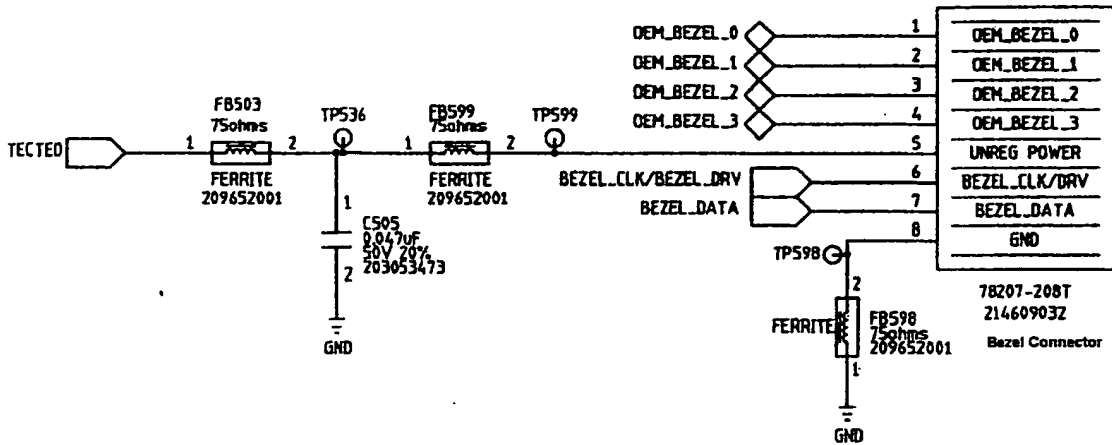 OEM_BEZEL_0
1
OEM_BEZEL_0
OEM_BEZEL_1
2
OEM_BEZEL_1
OEM_BEZEL_2
3
OEM_BEZEL_2
OEM_BEZEL_3
4
OEM_BEZEL_3
FB503
75ohms
TP536
FB599
75ohms
TP599
TECTED
1
2
1
2
5
UNREG POWER
FERRITE
209652001
FERRITE
209652001
BEZEL_CLK/BEZEL_DRV
6
BEZEL_CLK/DRV
BEZEL_DATA
7
BEZEL_DATA
8
GND
1
C505
0.047uF
50V 20%
203053473
2
GND
TP598
2
FERRITE
FB598
75ohms
209652001
1
GND
78207-208T
214609032
Bezel Connector